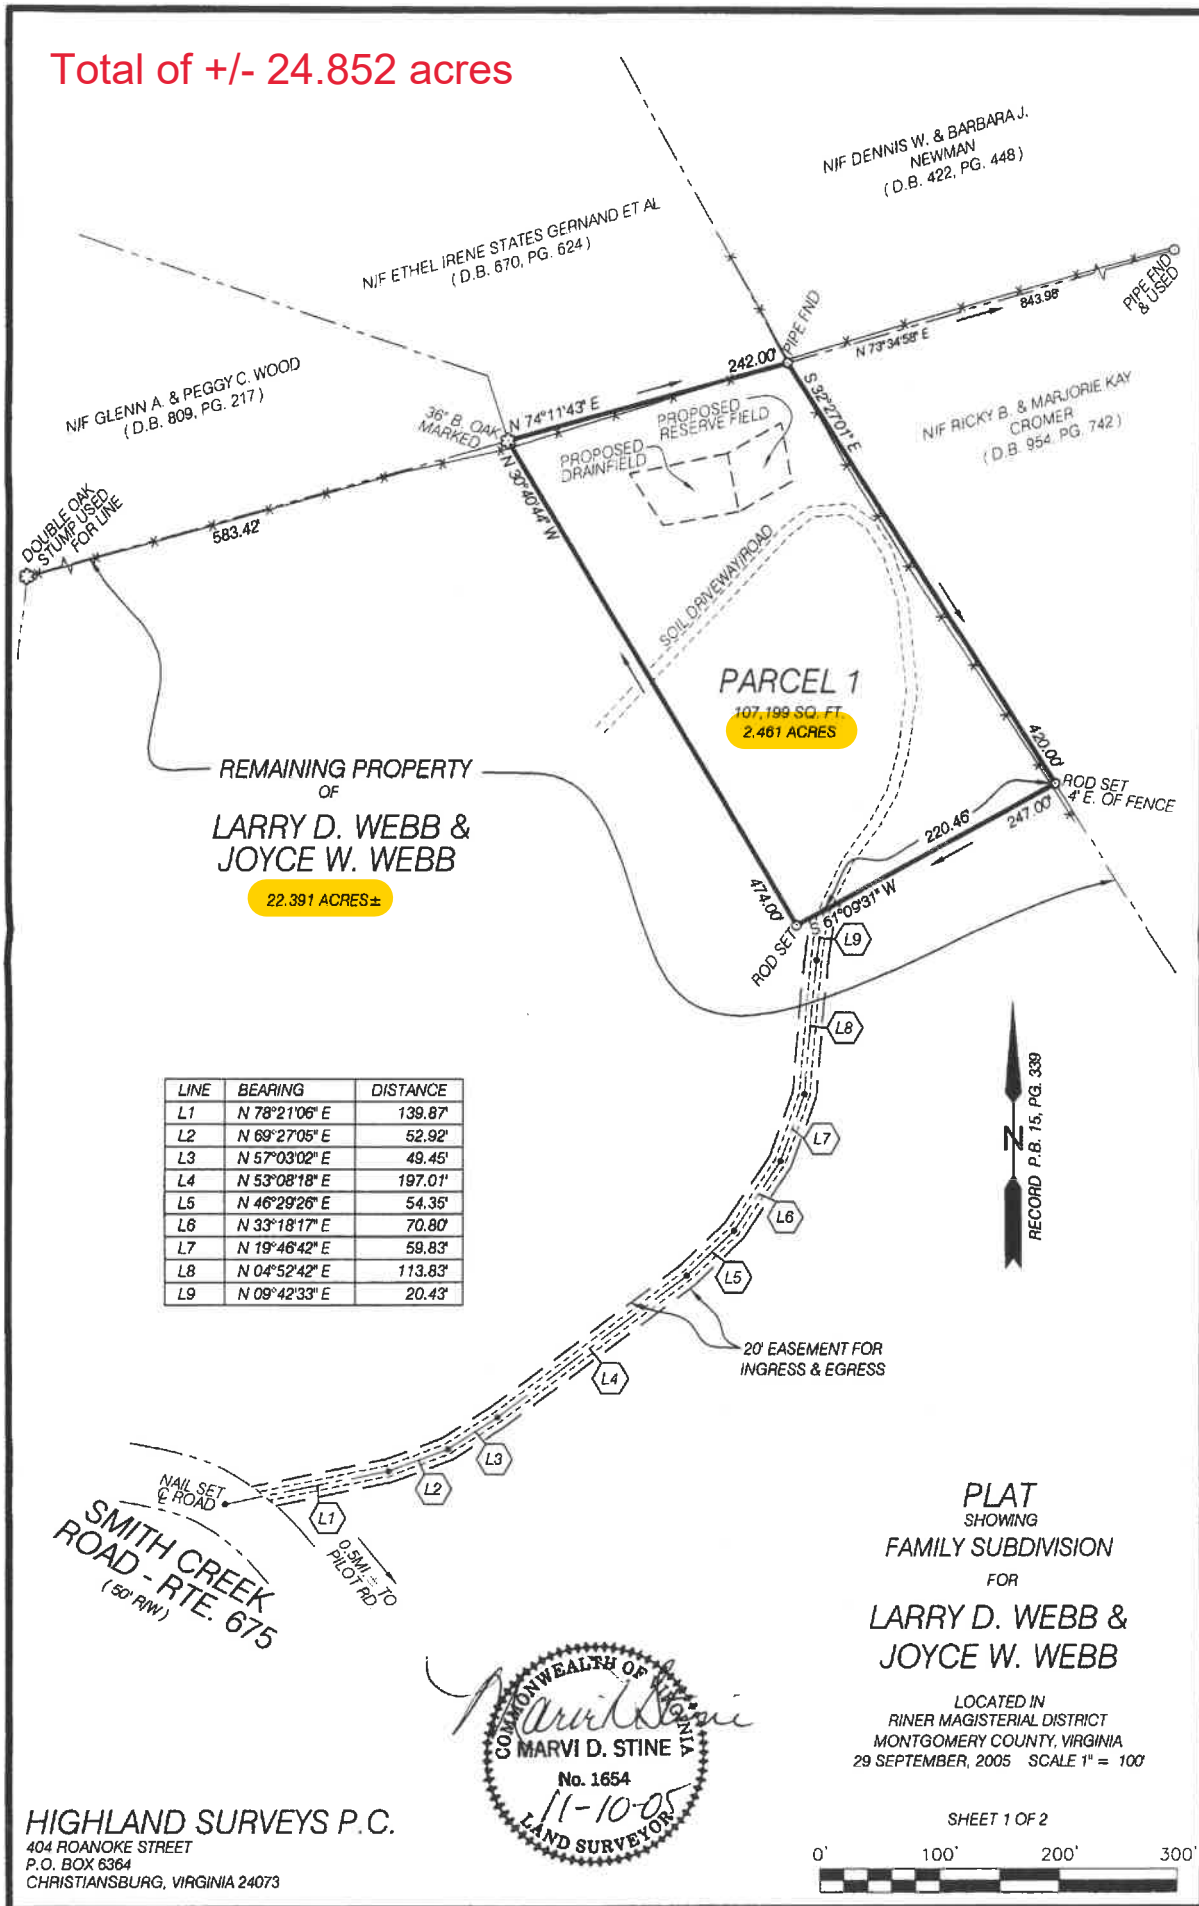 Total of +/- 24.852 acres
N/F DENNIS W. & BARBARA J.
NEWMAN
( D.B. 422, PG. 448 )
N/F ETHEL IRENE STATES GERNAND ET AL
( D.B. 670, PG. 624 )
PIPE FND
& USED
843.98'
N 73°34'58" E
PIPE FND
242.00'
N 74°11'43" E
N/F GLENN A. & PEGGY C. WOOD
( D.B. 809, PG. 217 )
36" B. OAK
MARKED
S 32°27'01" E
N/F RICKY B. & MARJORIE KAY
CROMER
( D.B. 954, PG. 742 )
PROPOSED
RESERVE FIELD
PROPOSED
DRAINFIELD
N 30°40'44" W
DOUBLE OAK
STUMP USED
FOR LINE
583.42'
SOIL DRIVEWAY/ROAD
PARCEL 1
107,199 SQ. FT.
2.461 ACRES
420.00'
ROD SET
4' E. OF FENCE
REMAINING PROPERTY
OF
LARRY D. WEBB &
JOYCE W. WEBB
22.391 ACRES±
220.46'
247.00'
474.00'
S 61°09'31" W
ROD SET
L9
L8
RECORD P.B. 15, PG. 339
N
LINE BEARING DISTANCE
L1 N 78°21'06" E 139.87'
L2 N 69°27'05" E 52.92'
L3 N 57°03'02" E 49.45'
L4 N 53°08'18" E 197.01'
L5 N 46°29'26" E 54.35'
L6 N 33°18'17" E 70.80'
L7 N 19°46'42" E 59.83'
L8 N 04°52'42" E 113.83'
L9 N 09°42'33" E 20.43'
L7
L6
L5
20' EASEMENT FOR
INGRESS & EGRESS
L4
L3
L2
L1
NAIL SET
℄ ROAD
SMITH CREEK
ROAD - RTE. 675
( 50' R/W )
0.5MI. ± TO
PILOT RD.
PLAT
SHOWING
FAMILY SUBDIVISION
FOR
LARRY D. WEBB &
JOYCE W. WEBB
LOCATED IN
RINER MAGISTERIAL DISTRICT
MONTGOMERY COUNTY, VIRGINIA
29 SEPTEMBER, 2005 SCALE 1" = 100'
COMMONWEALTH OF VIRGINIA
MARVI D. STINE
No. 1654
11-10-05
LAND SURVEYOR
HIGHLAND SURVEYS P.C.
404 ROANOKE STREET
P.O. BOX 6364
CHRISTIANSBURG, VIRGINIA 24073
SHEET 1 OF 2
0' 100' 200' 300'